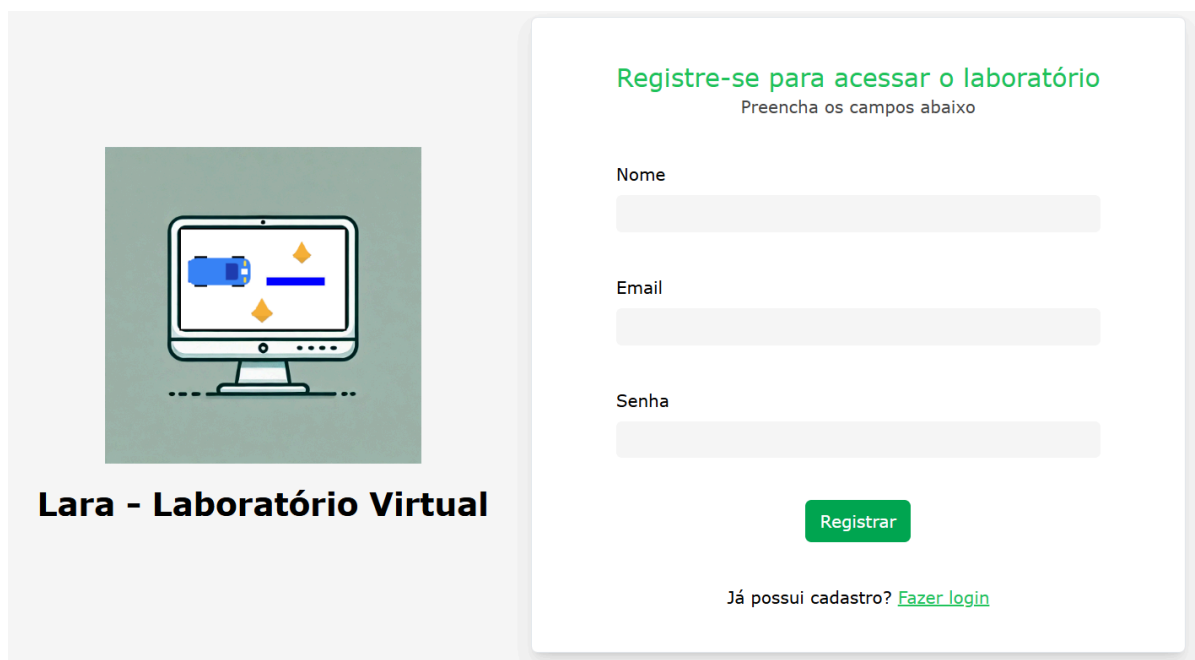 Lara – Laboratório Virtual
Registre-se para acessar o laboratório
Preencha os campos abaixo
Nome
Email
Senha
Registrar
Já possui cadastro? Fazer login